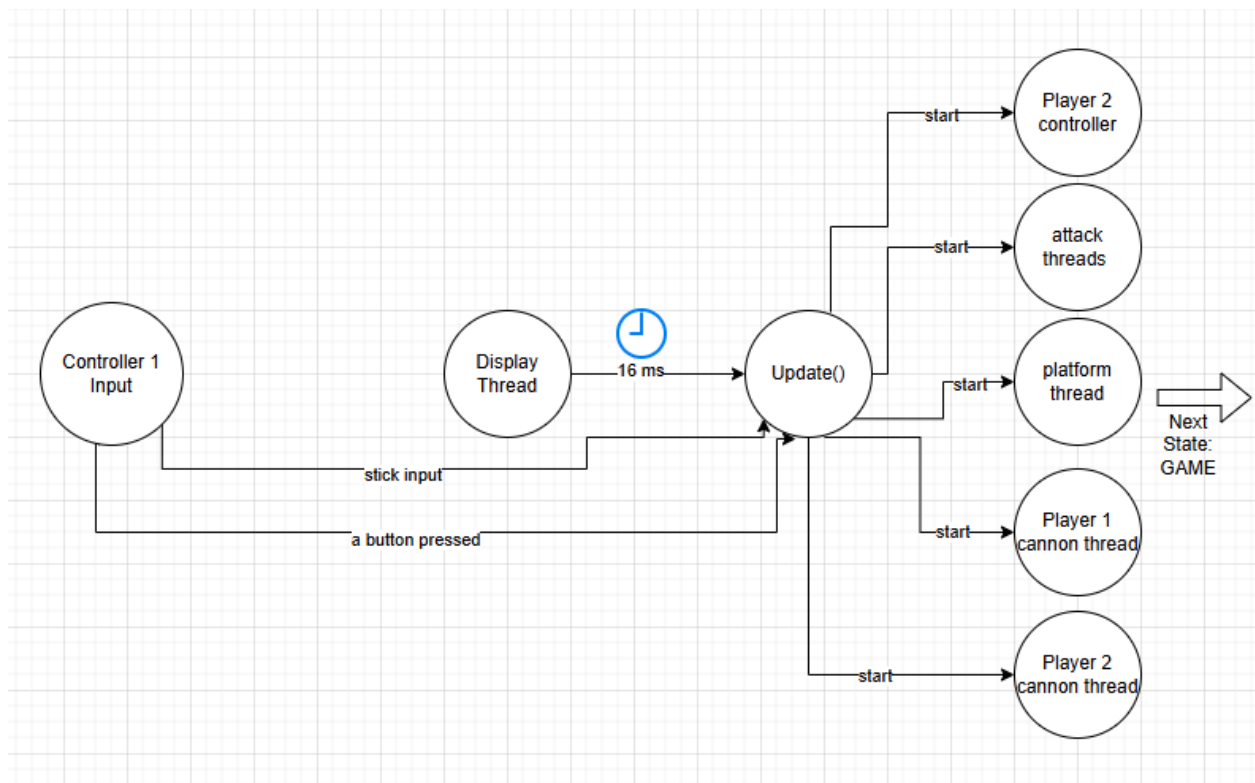 Player 2
controller
start
attack
threads
start
Controller 1
Input
Display
Thread
16 ms
Update()
platform
thread
start
Next
State:
GAME
stick input
a button pressed
Player 1
cannon thread
start
Player 2
cannon thread
start